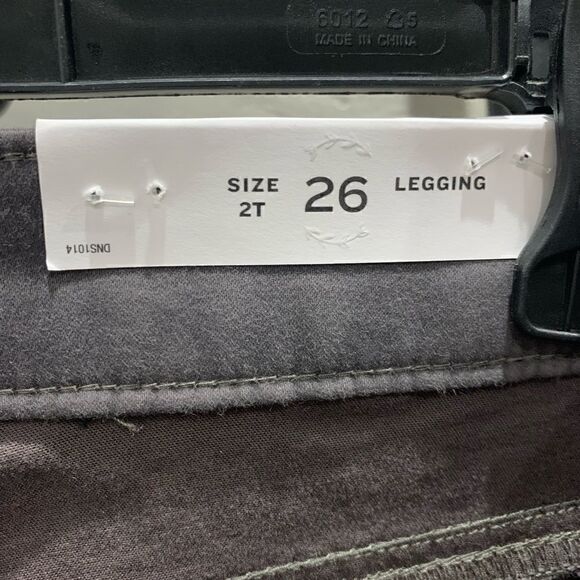 6012 5
MADE IN CHINA
SIZE 26 LEGGING
2T
DNS1014